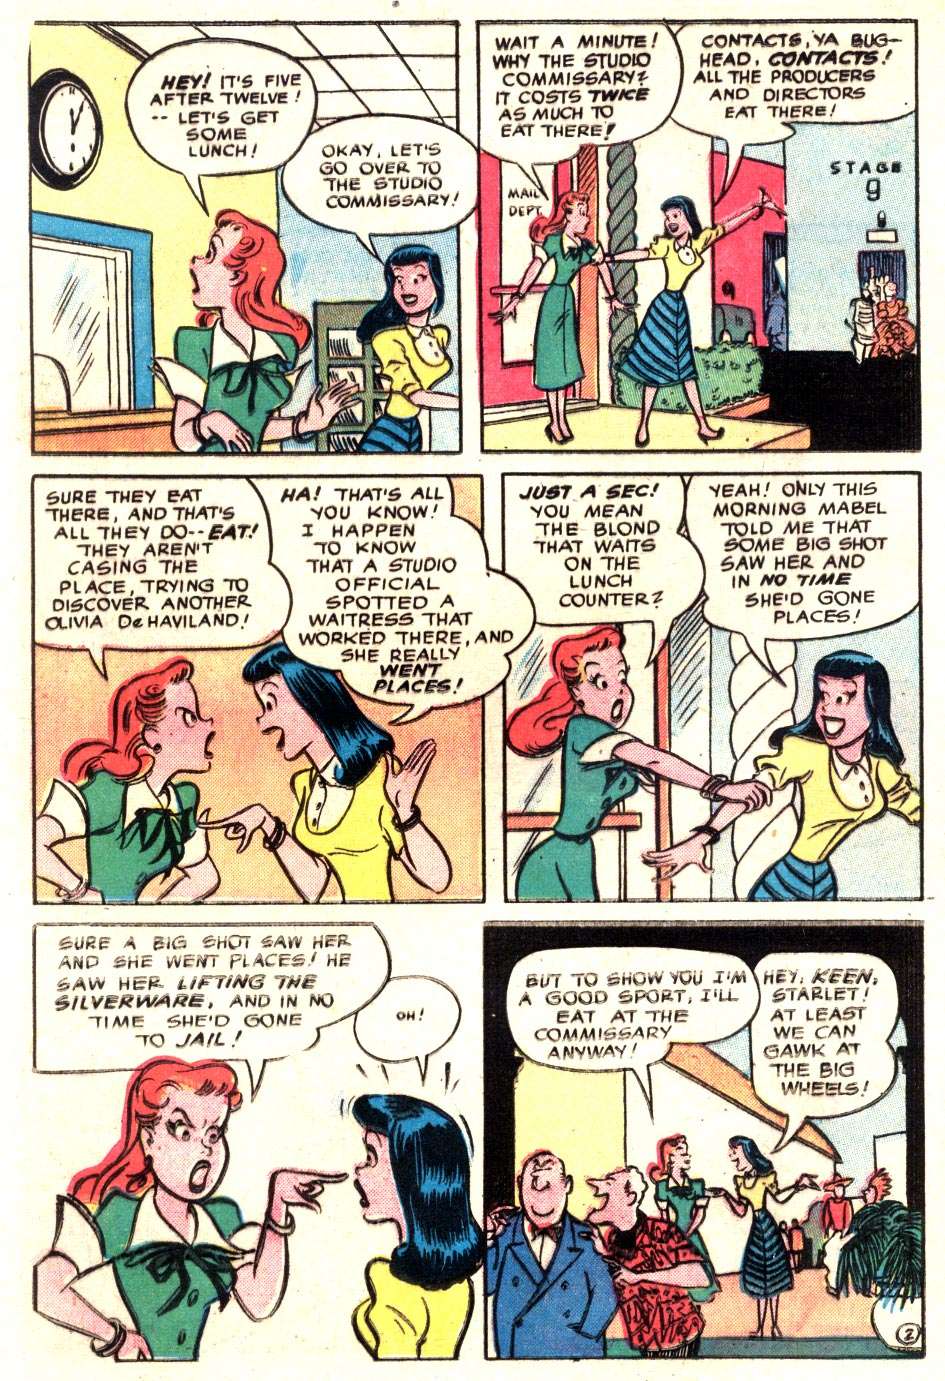 HEY! IT'S FIVE
AFTER TWELVE!
-- LET'S GET
SOME
LUNCH!
OKAY, LET'S
GO OVER TO
THE STUDIO
COMMISSARY!
WAIT A MINUTE!
WHY THE STUDIO
COMMISSARY?
IT COSTS TWICE
AS MUCH TO
EAT THERE!
CONTACTS, YA BUG-
HEAD, CONTACTS!
ALL THE PRODUCERS
AND DIRECTORS
EAT THERE!
MAIL
DEPT.
STAGE
9
SURE THEY EAT
THERE, AND THAT'S
ALL THEY DO--EAT!
THEY AREN'T
CASING THE
PLACE, TRYING TO
DISCOVER ANOTHER
OLIVIA DeHAVILAND!
HA! THAT'S ALL
YOU KNOW!
I HAPPEN
TO KNOW
THAT A STUDIO
OFFICIAL
SPOTTED A
WAITRESS THAT
WORKED THERE, AND
SHE REALLY
WENT
PLACES!
JUST A SEC!
YOU MEAN
THE BLOND
THAT WAITS
ON THE
LUNCH
COUNTER?
YEAH! ONLY THIS
MORNING MABEL
TOLD ME THAT
SOME BIG SHOT
SAW HER AND
IN NO TIME
SHE'D GONE
PLACES!
SURE A BIG SHOT SAW HER
AND SHE WENT PLACES! HE
SAW HER LIFTING THE
SILVERWARE, AND IN NO
TIME SHE'D GONE
TO JAIL!
OH!
BUT TO SHOW YOU I'M
A GOOD SPORT, I'LL
EAT AT THE
COMMISSARY
ANYWAY!
HEY, KEEN,
STARLET!
AT LEAST
WE CAN
GAWK AT
THE BIG
WHEELS!
2